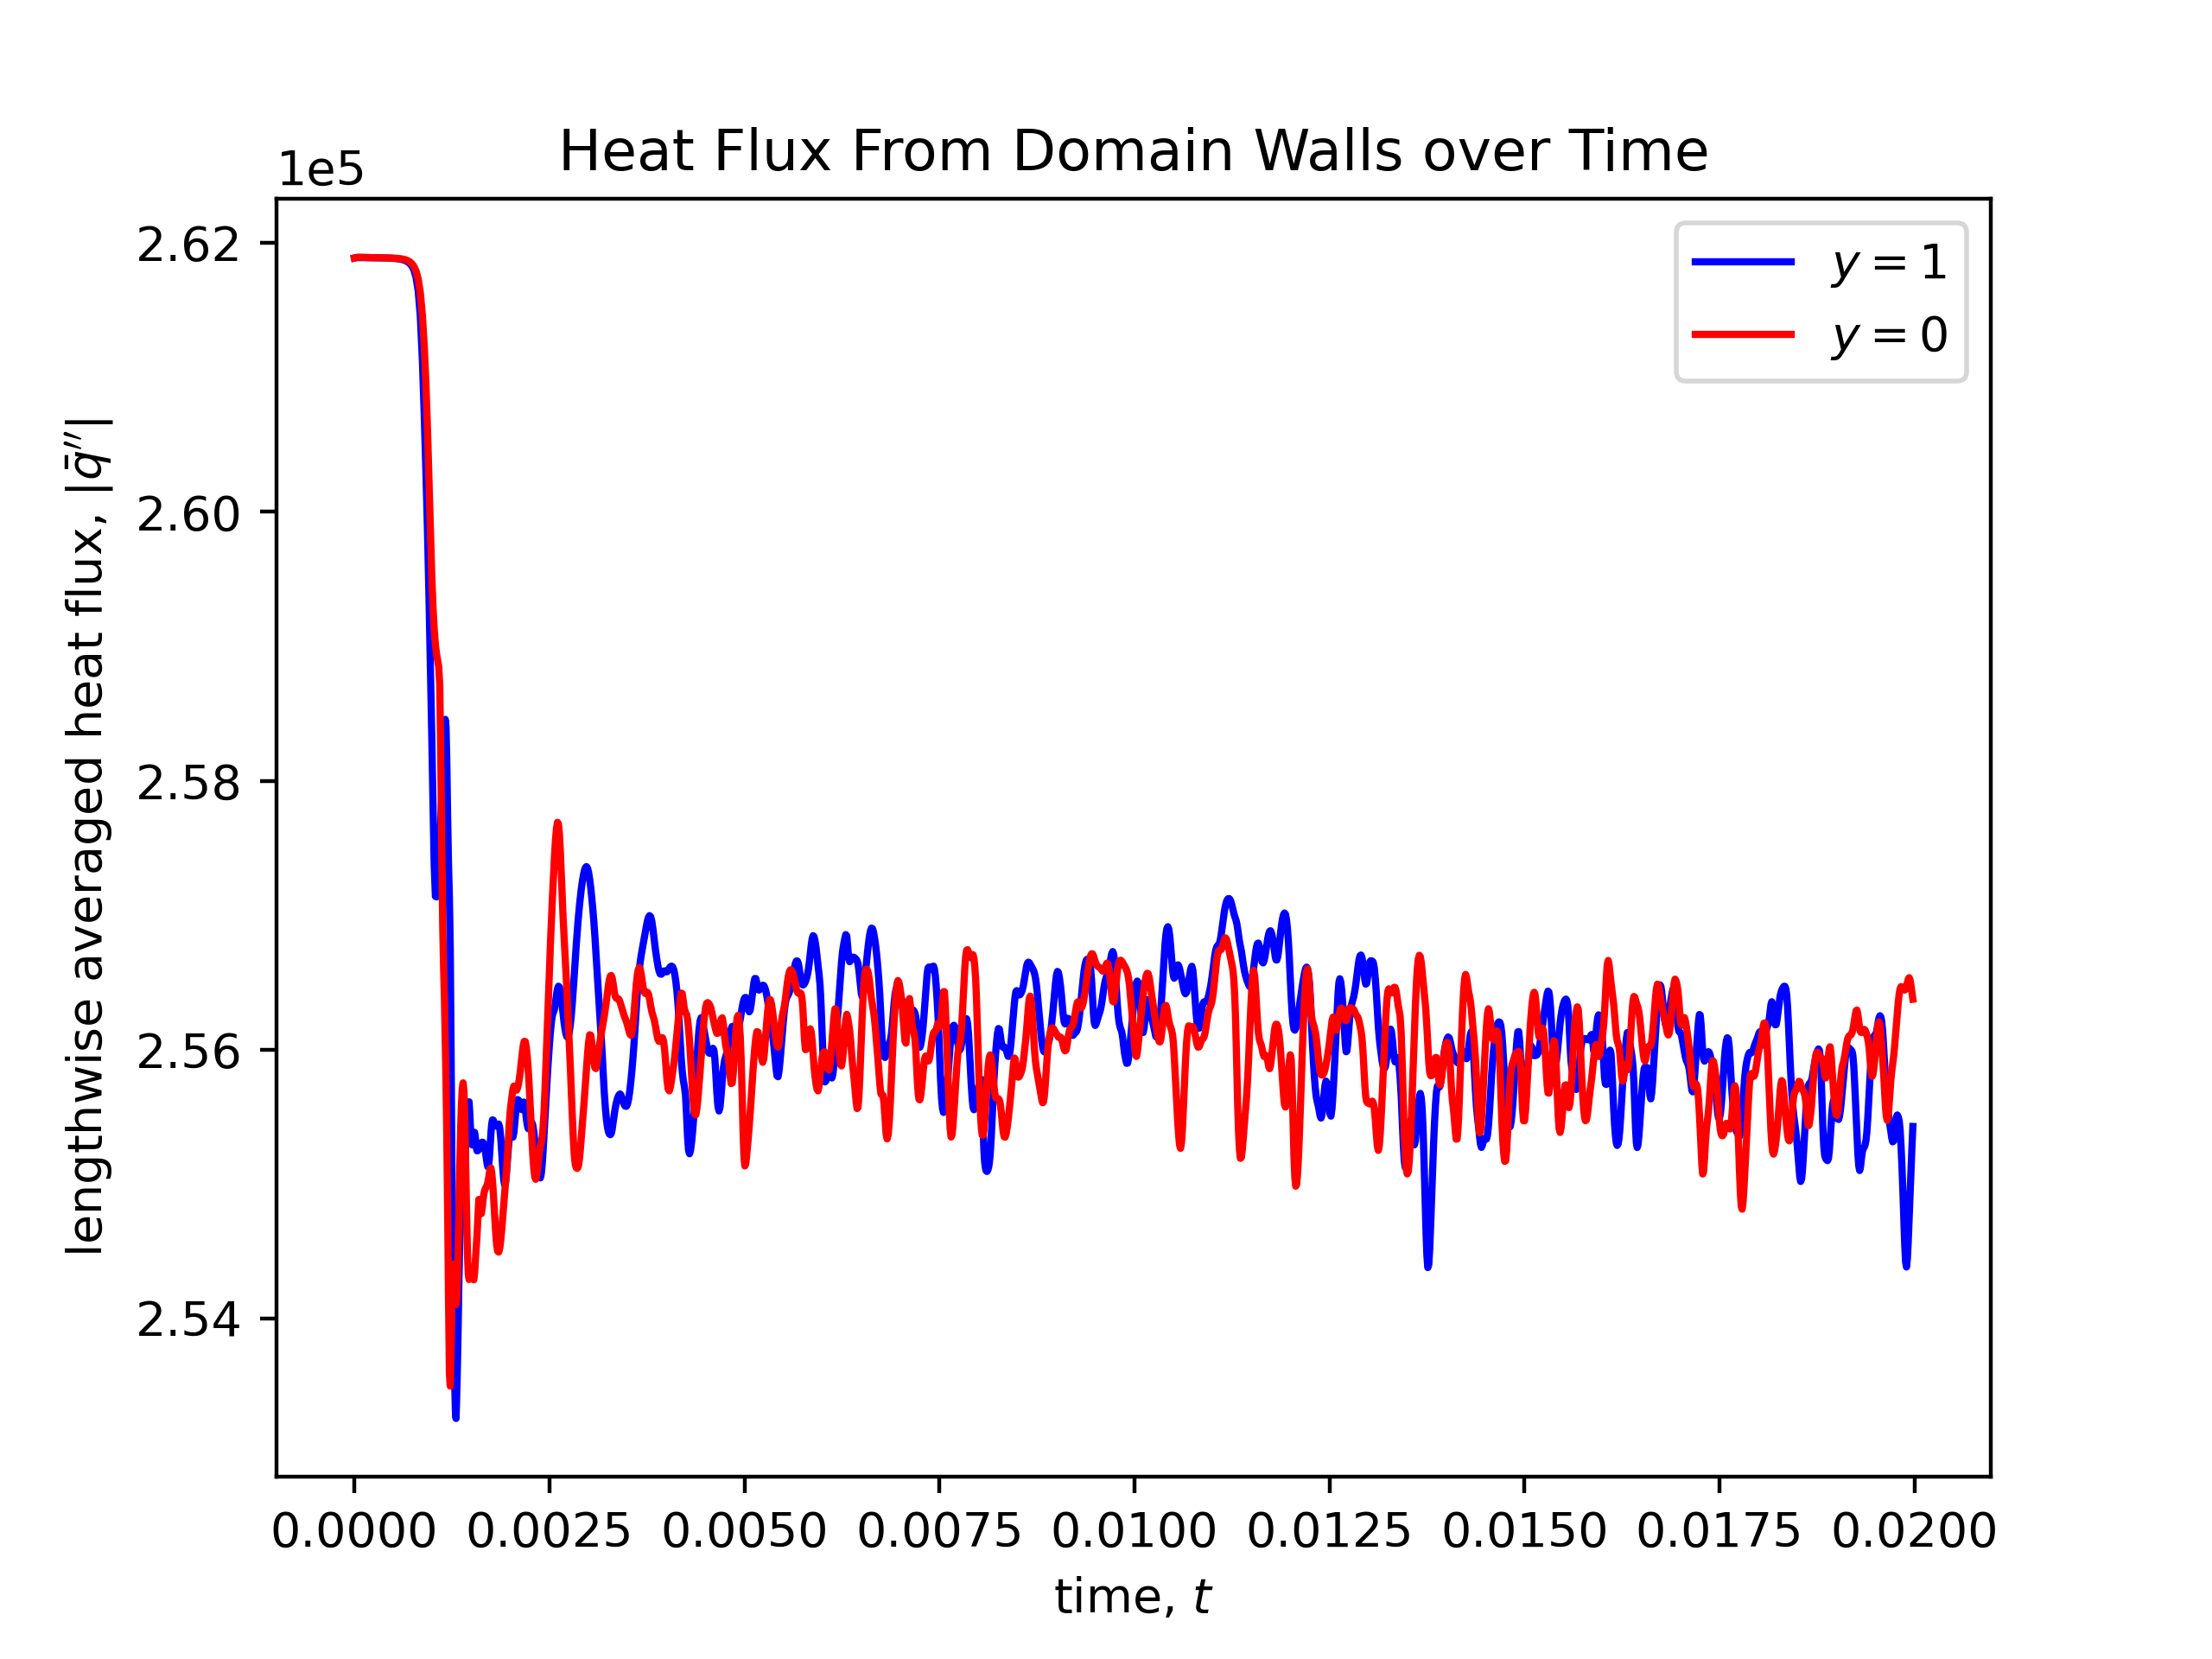 Heat Flux From Domain Walls over Time
1e5
2.62
2.60
2.58
2.56
2.54
lengthwise averaged heat flux, |q̄′′|
y = 1
y = 0
0.0000 0.0025 0.0050 0.0075 0.0100 0.0125 0.0150 0.0175 0.0200
time, t